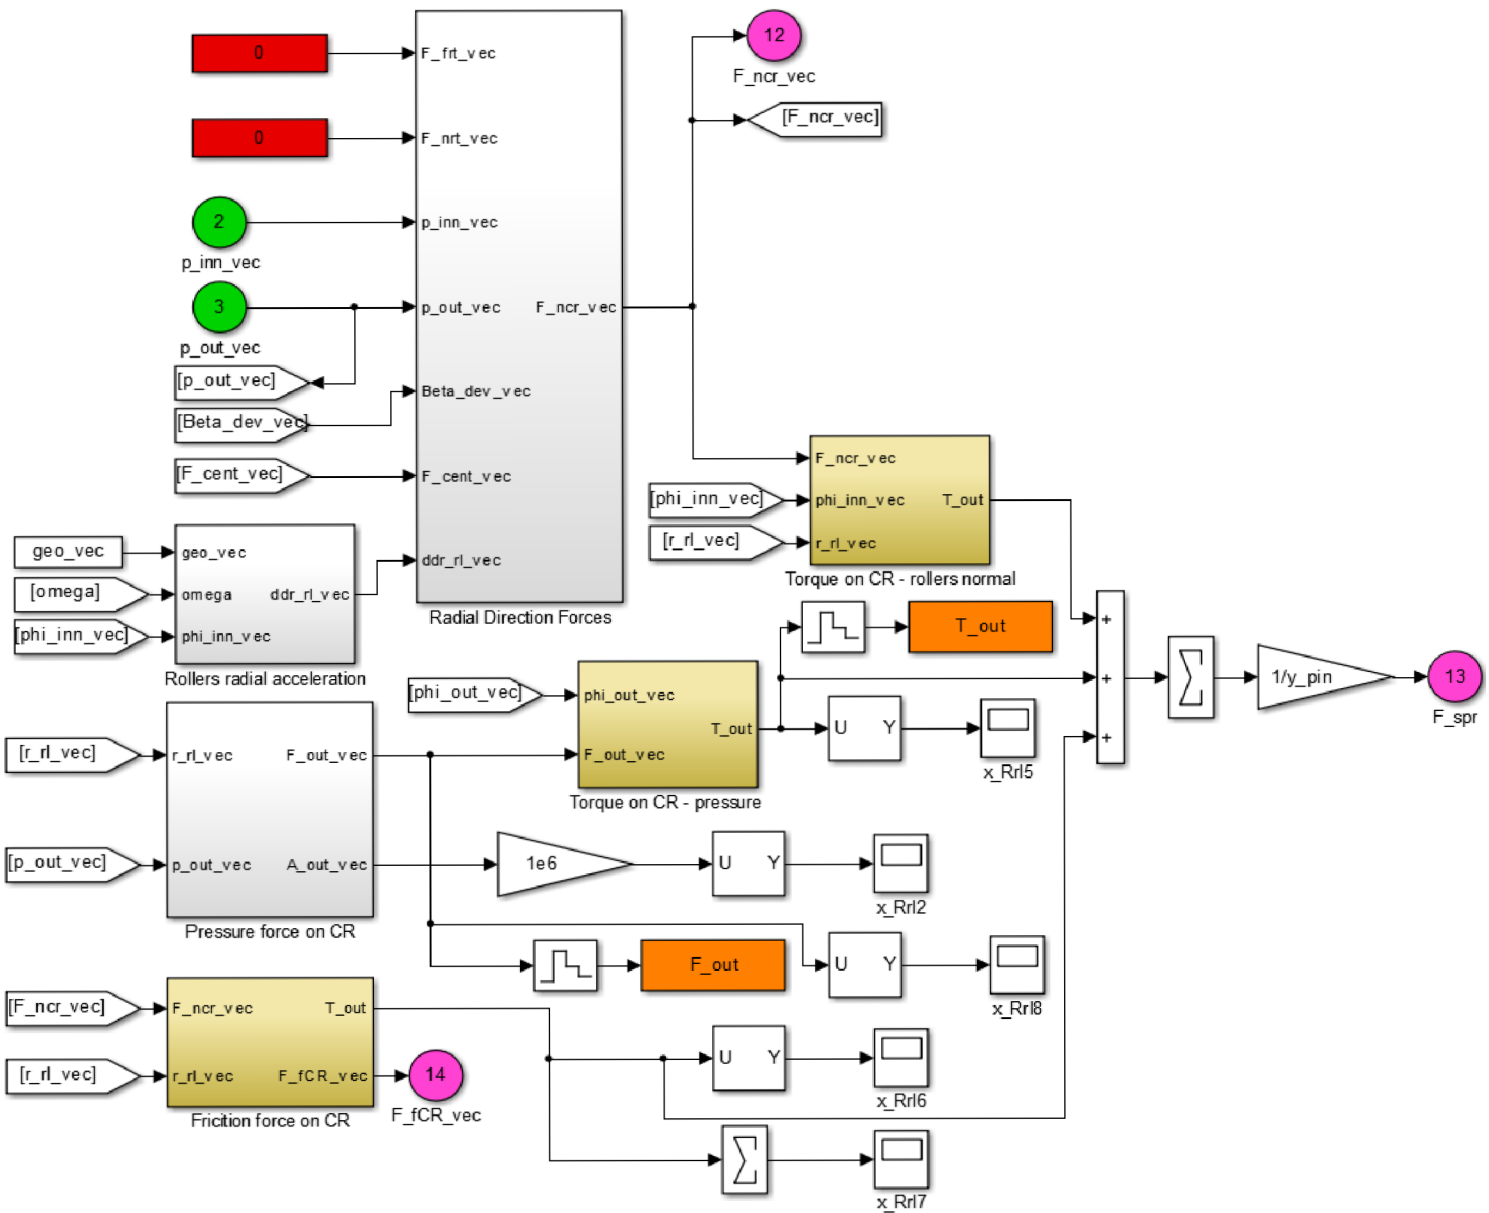 0
F_frt_vec
12
F_ncr_vec
[F_ncr_vec]
0
F_nrt_vec
2
p_inn_vec
p_inn_vec
3
p_out_vec
F_ncr_vec
p_out_vec
[p_out_vec]
Beta_dev_vec
[Beta_dev_vec]
[F_cent_vec]
F_cent_vec
ddr_rl_vec
Radial Direction Forces
geo_vec
geo_vec
[omega]
omega
ddr_rl_vec
[phi_inn_vec]
phi_inn_vec
Rollers radial acceleration
F_ncr_vec
[phi_inn_vec]
phi_inn_vec
T_out
[r_rl_vec]
r_rl_vec
Torque on CR - rollers normal
T_out
+
+
+
1/y_pin
13
F_spr
[phi_out_vec]
phi_out_vec
T_out
F_out_vec
Torque on CR - pressure
U
Y
x_Rrl5
[r_rl_vec]
r_rl_vec
F_out_vec
[p_out_vec]
p_out_vec
A_out_vec
Pressure force on CR
1e6
U
Y
x_Rrl2
F_out
U
Y
x_Rrl8
[F_ncr_vec]
F_ncr_vec
T_out
[r_rl_vec]
r_rl_vec
F_fCR_vec
Fricition force on CR
14
F_fCR_vec
U
Y
x_Rrl6
x_Rrl7